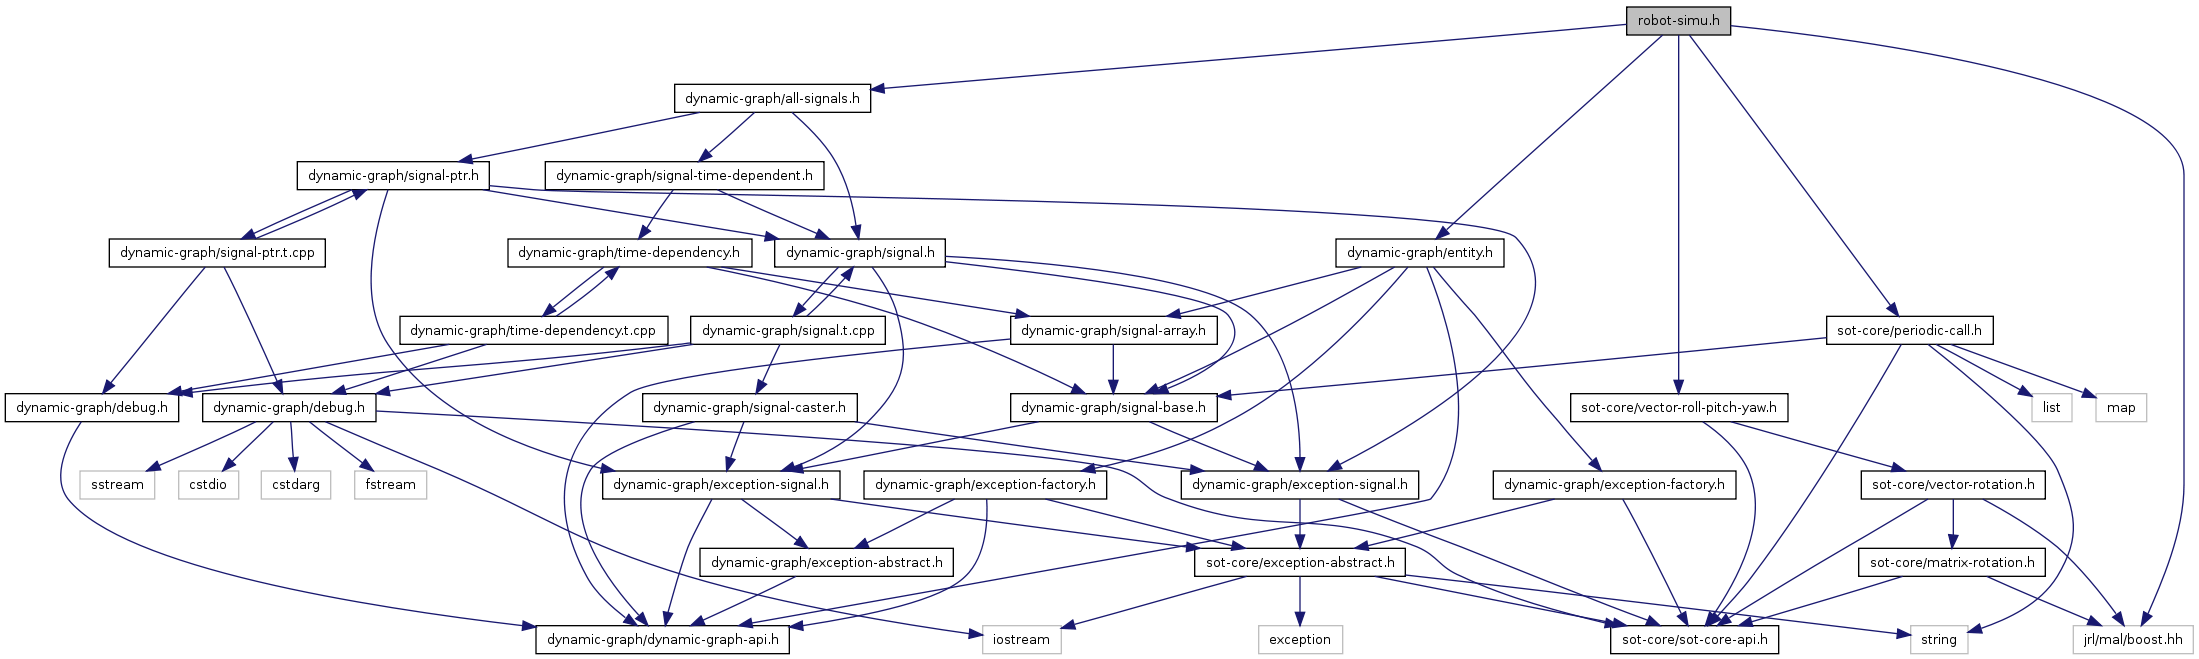 robot-simu.h
dynamic-graph/all-signals.h
dynamic-graph/signal-ptr.h
dynamic-graph/signal-time-dependent.h
dynamic-graph/signal-ptr.t.cpp
dynamic-graph/time-dependency.h
dynamic-graph/signal.h
dynamic-graph/entity.h
dynamic-graph/time-dependency.t.cpp
dynamic-graph/signal.t.cpp
dynamic-graph/signal-array.h
sot-core/periodic-call.h
dynamic-graph/debug.h
dynamic-graph/debug.h
dynamic-graph/signal-caster.h
dynamic-graph/signal-base.h
sot-core/vector-roll-pitch-yaw.h
list
map
sstream
cstdio
cstdarg
fstream
dynamic-graph/exception-signal.h
dynamic-graph/exception-factory.h
dynamic-graph/exception-signal.h
dynamic-graph/exception-factory.h
sot-core/vector-rotation.h
dynamic-graph/exception-abstract.h
sot-core/exception-abstract.h
sot-core/matrix-rotation.h
dynamic-graph/dynamic-graph-api.h
iostream
exception
sot-core/sot-core-api.h
string
jrl/mal/boost.hh